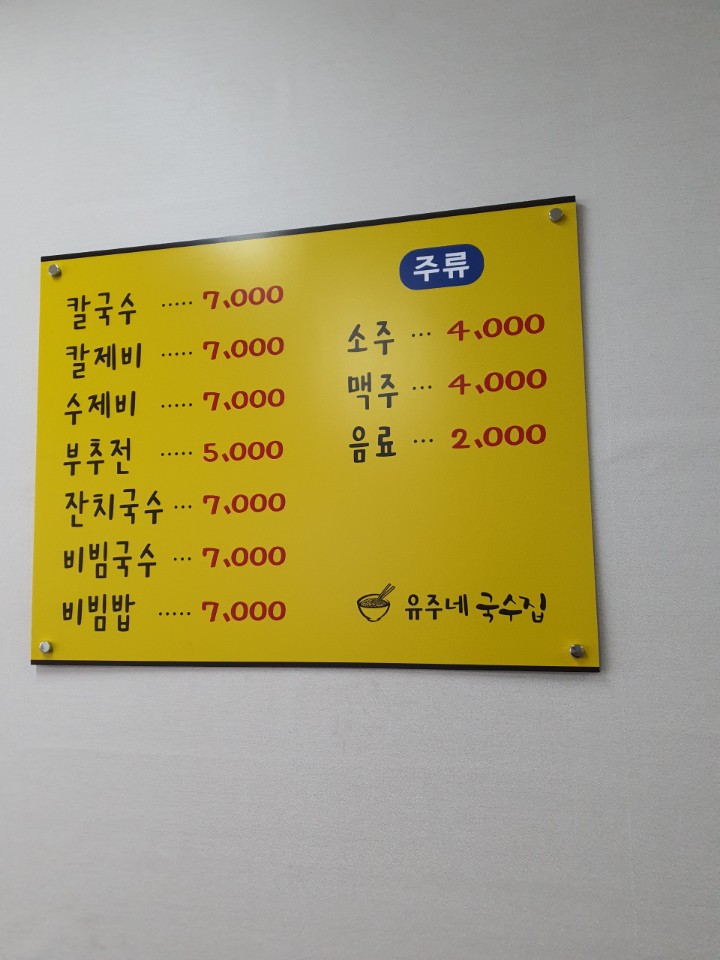 칼국수 ..... 7,000
칼제비 ..... 7,000
수제비 ..... 7,000
부추전 ..... 5,000
잔치국수 ... 7,000
비빔국수 ... 7,000
비빔밥 ..... 7,000
주류
소주 ... 4,000
맥주 ... 4,000
음료 ... 2,000
유주네 국수집